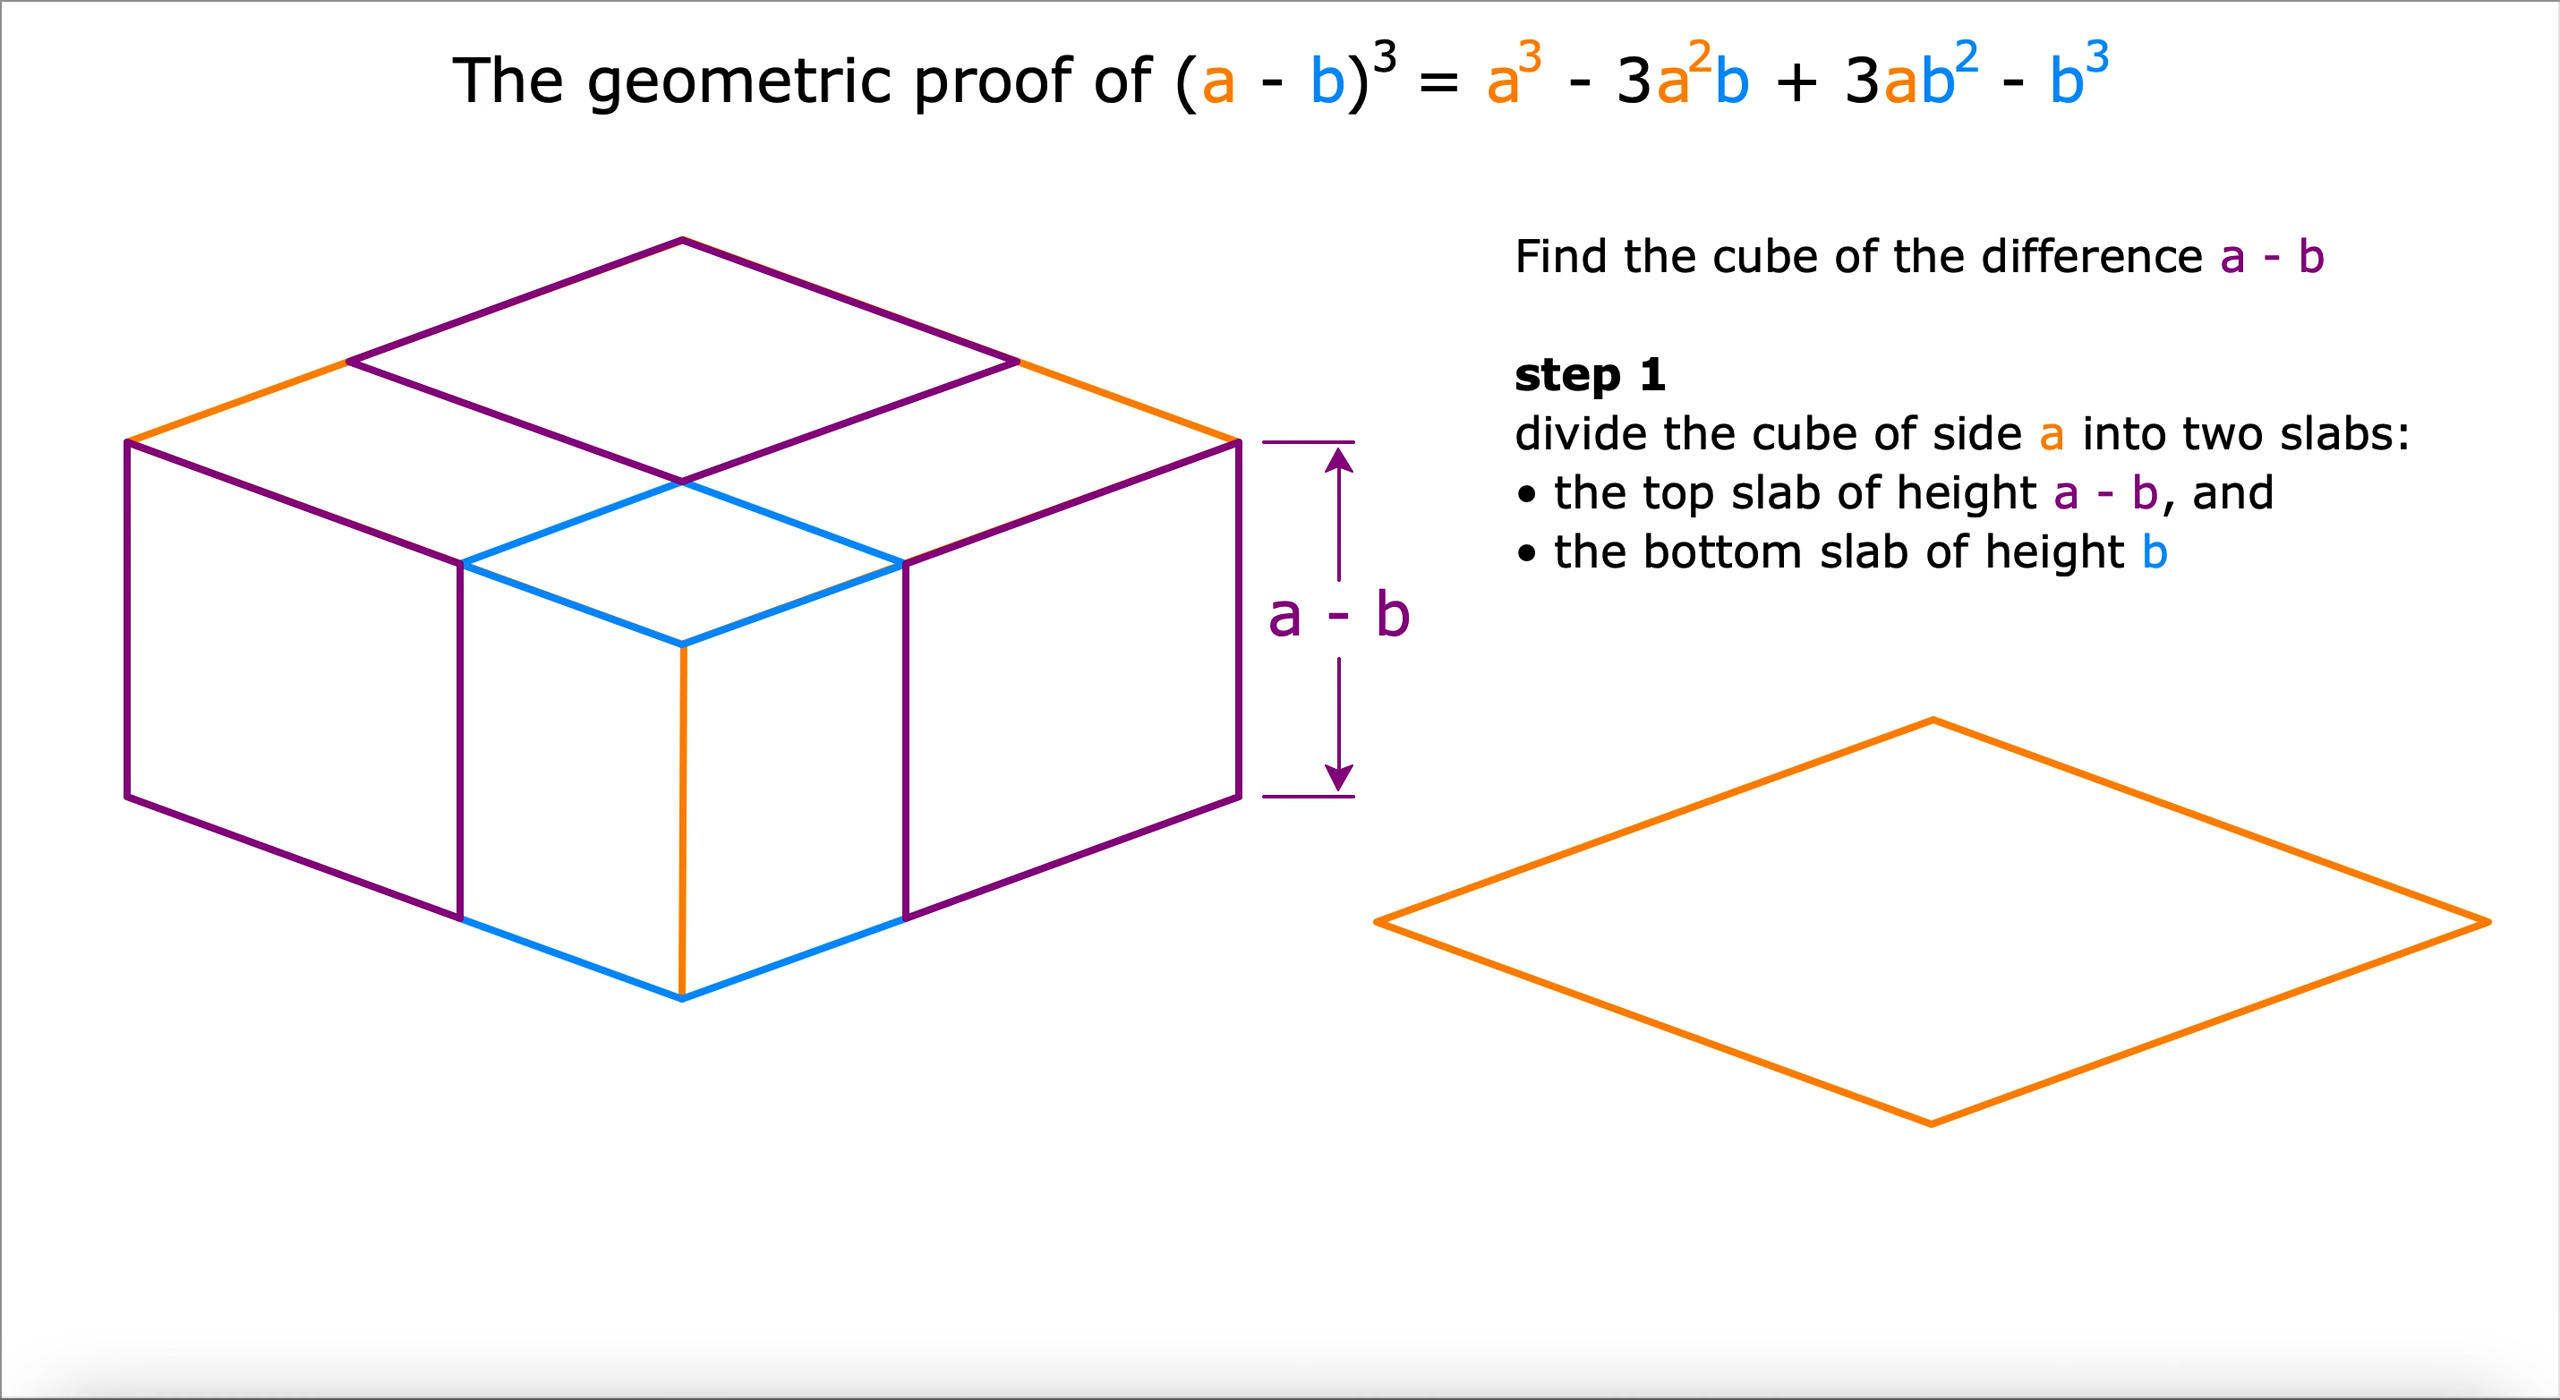 The geometric proof of (a - b)³ = a³ - 3a²b + 3ab² - b³
Find the cube of the difference a - b
step 1
divide the cube of side a into two slabs:
• the top slab of height a - b, and
• the bottom slab of height b
a - b